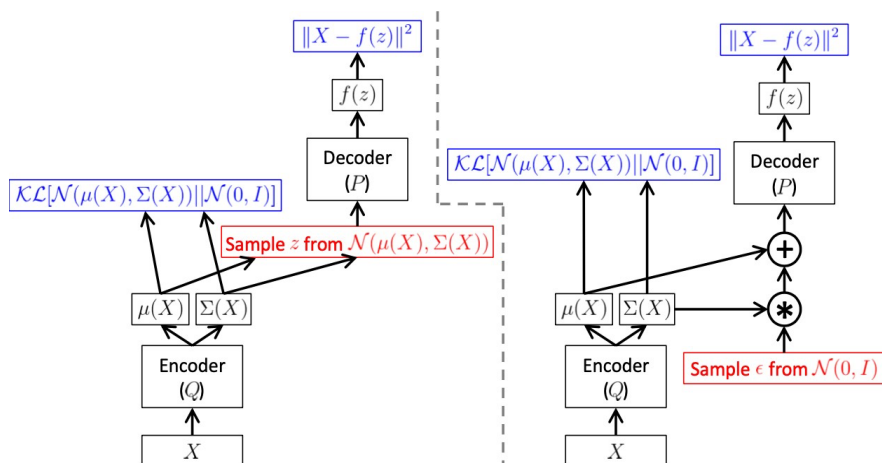 ‖X − f(z)‖²
f(z)
Decoder
(P)
𝒦ℒ[𝒩(μ(X), Σ(X))||𝒩(0, I)]
Sample z from 𝒩(μ(X), Σ(X))
μ(X)
Σ(X)
Encoder
(Q)
X
‖X − f(z)‖²
f(z)
Decoder
(P)
𝒦ℒ[𝒩(μ(X), Σ(X))||𝒩(0, I)]
+
μ(X)
Σ(X)
*
Encoder
(Q)
Sample ϵ from 𝒩(0, I)
X